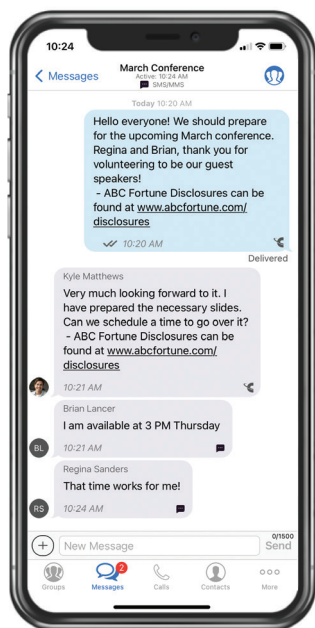 10:24
Messages
March Conference
Active: 10:24 AM
SMS/MMS
Today 10:20 AM
Hello everyone! We should prepare
for the upcoming March conference.
Regina and Brian, thank you for
volunteering to be our guest
speakers!
- ABC Fortune Disclosures can be
found at www.abcfortune.com/
disclosures
10:20 AM
Delivered
Kyle Matthews
Very much looking forward to it. I
have prepared the necessary slides.
Can we schedule a time to go over it?
- ABC Fortune Disclosures can be
found at www.abcfortune.com/
disclosures
10:21 AM
Brian Lancer
I am available at 3 PM Thursday
BL
10:21 AM
Regina Sanders
That time works for me!
RS
10:24 AM
0/1500
New Message
Send
2
Groups
Messages
Calls
Contacts
More